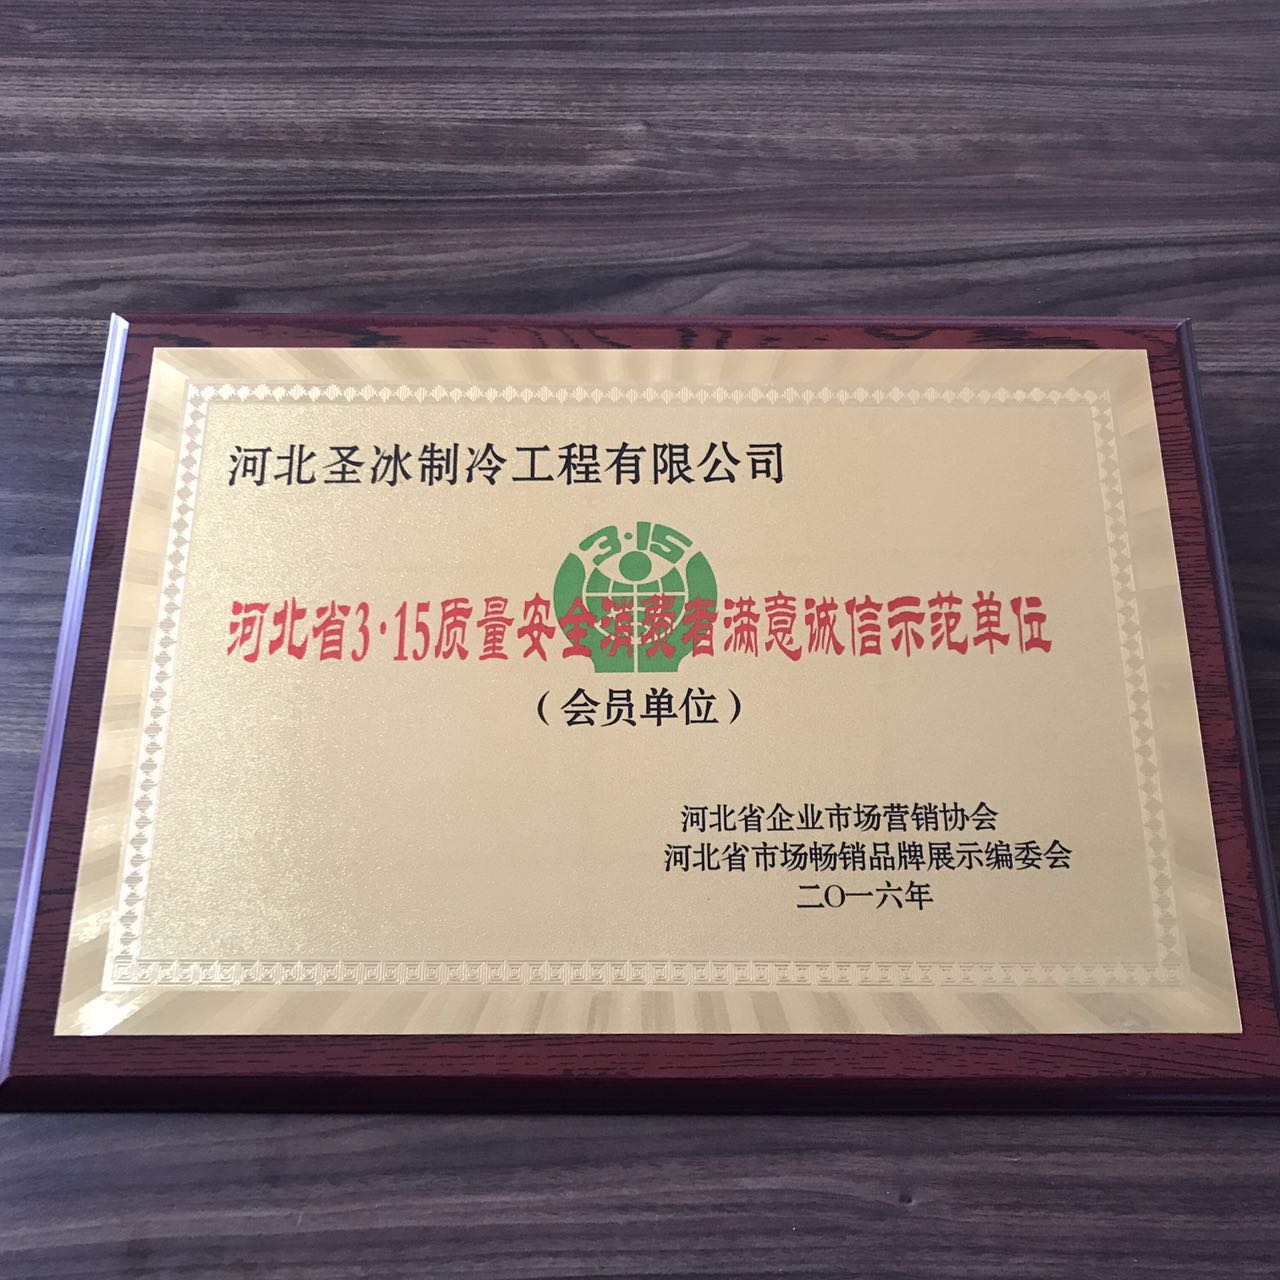 河北圣冰制冷工程有限公司
3·15
河北省3·15质量安全消费者满意诚信示范单位
（会员单位）
河北省企业市场营销协会
河北省市场畅销品牌展示编委会
二〇一六年